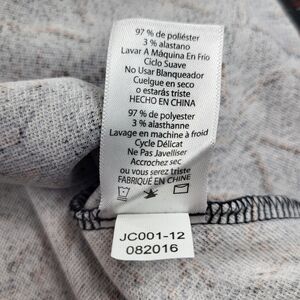 97 % de poliéster
3 % alastano
Lavar A Máquina En Frío
Ciclo Suave
No Usar Blanqueador
Cuelgue en seco
o estarás triste
HECHO EN CHINA
97 % de polyester
3 % alasthanne
Lavage en machine à froid
Cycle Délicat
Ne Pas Javelliser
Accrochez sec
ou vous serez triste
FABRIQUÉ EN CHINE
JC001-12
082016